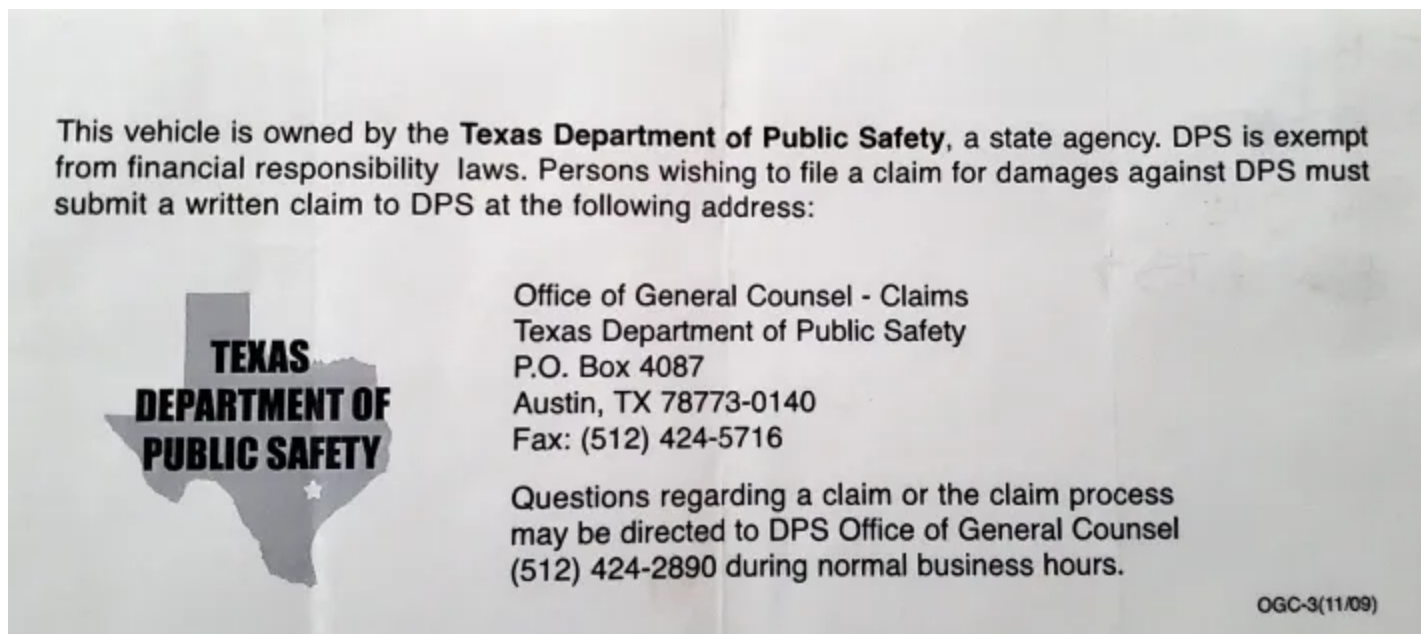 This vehicle is owned by the Texas Department of Public Safety, a state agency. DPS is exempt
from financial responsibility laws. Persons wishing to file a claim for damages against DPS must
submit a written claim to DPS at the following address:
TEXAS
DEPARTMENT OF
PUBLIC SAFETY
Office of General Counsel - Claims
Texas Department of Public Safety
P.O. Box 4087
Austin, TX 78773-0140
Fax: (512) 424-5716
Questions regarding a claim or the claim process
may be directed to DPS Office of General Counsel
(512) 424-2890 during normal business hours.
OGC-3(11/09)